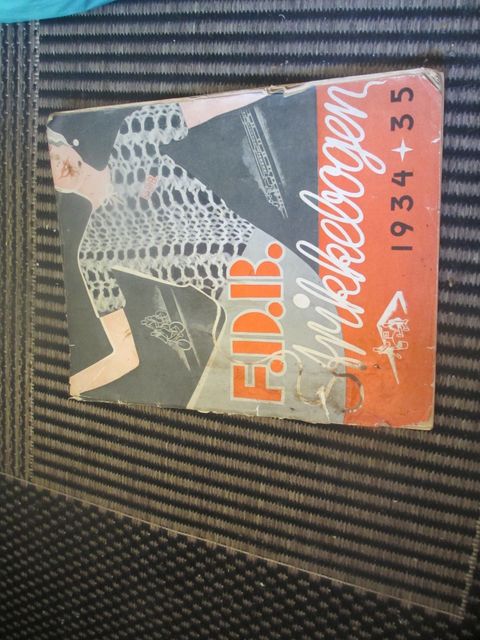 F.D.B.
Strikkebogen
1934 + 35